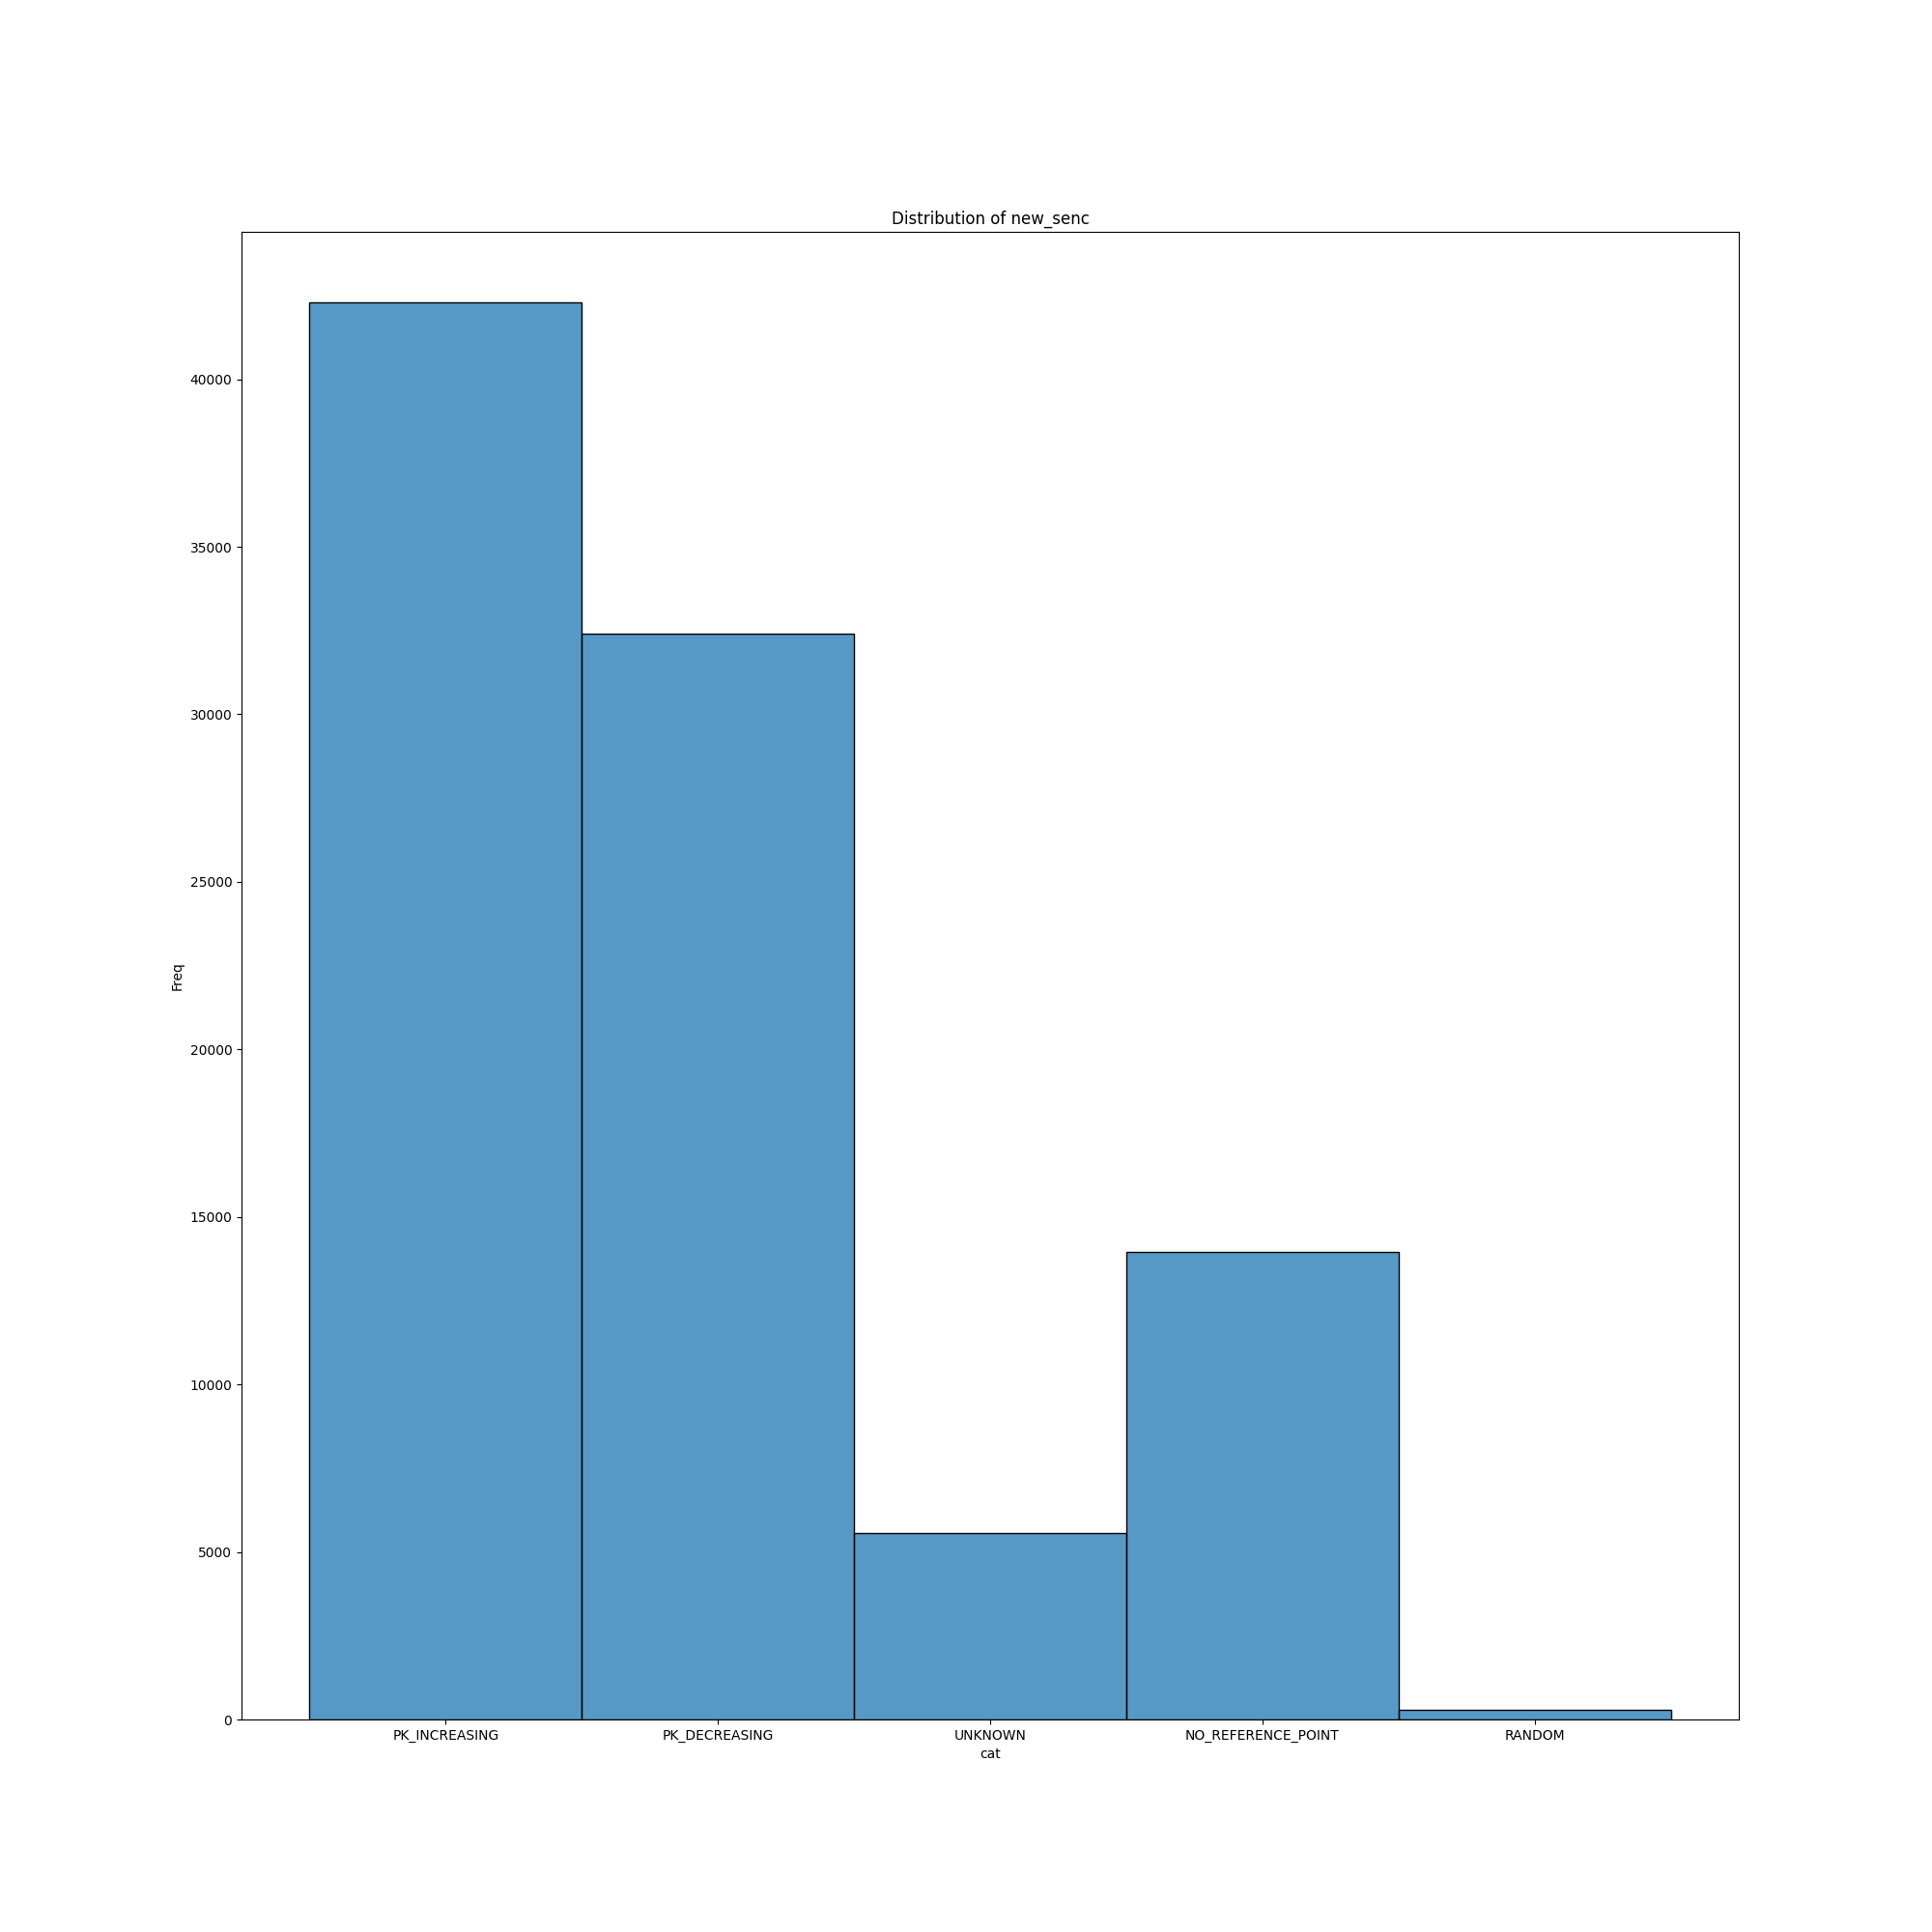 Distribution of new_senc
40000
35000
30000
25000
20000
15000
10000
5000
0
Freq
PK_INCREASING PK_DECREASING UNKNOWN NO_REFERENCE_POINT RANDOM
cat